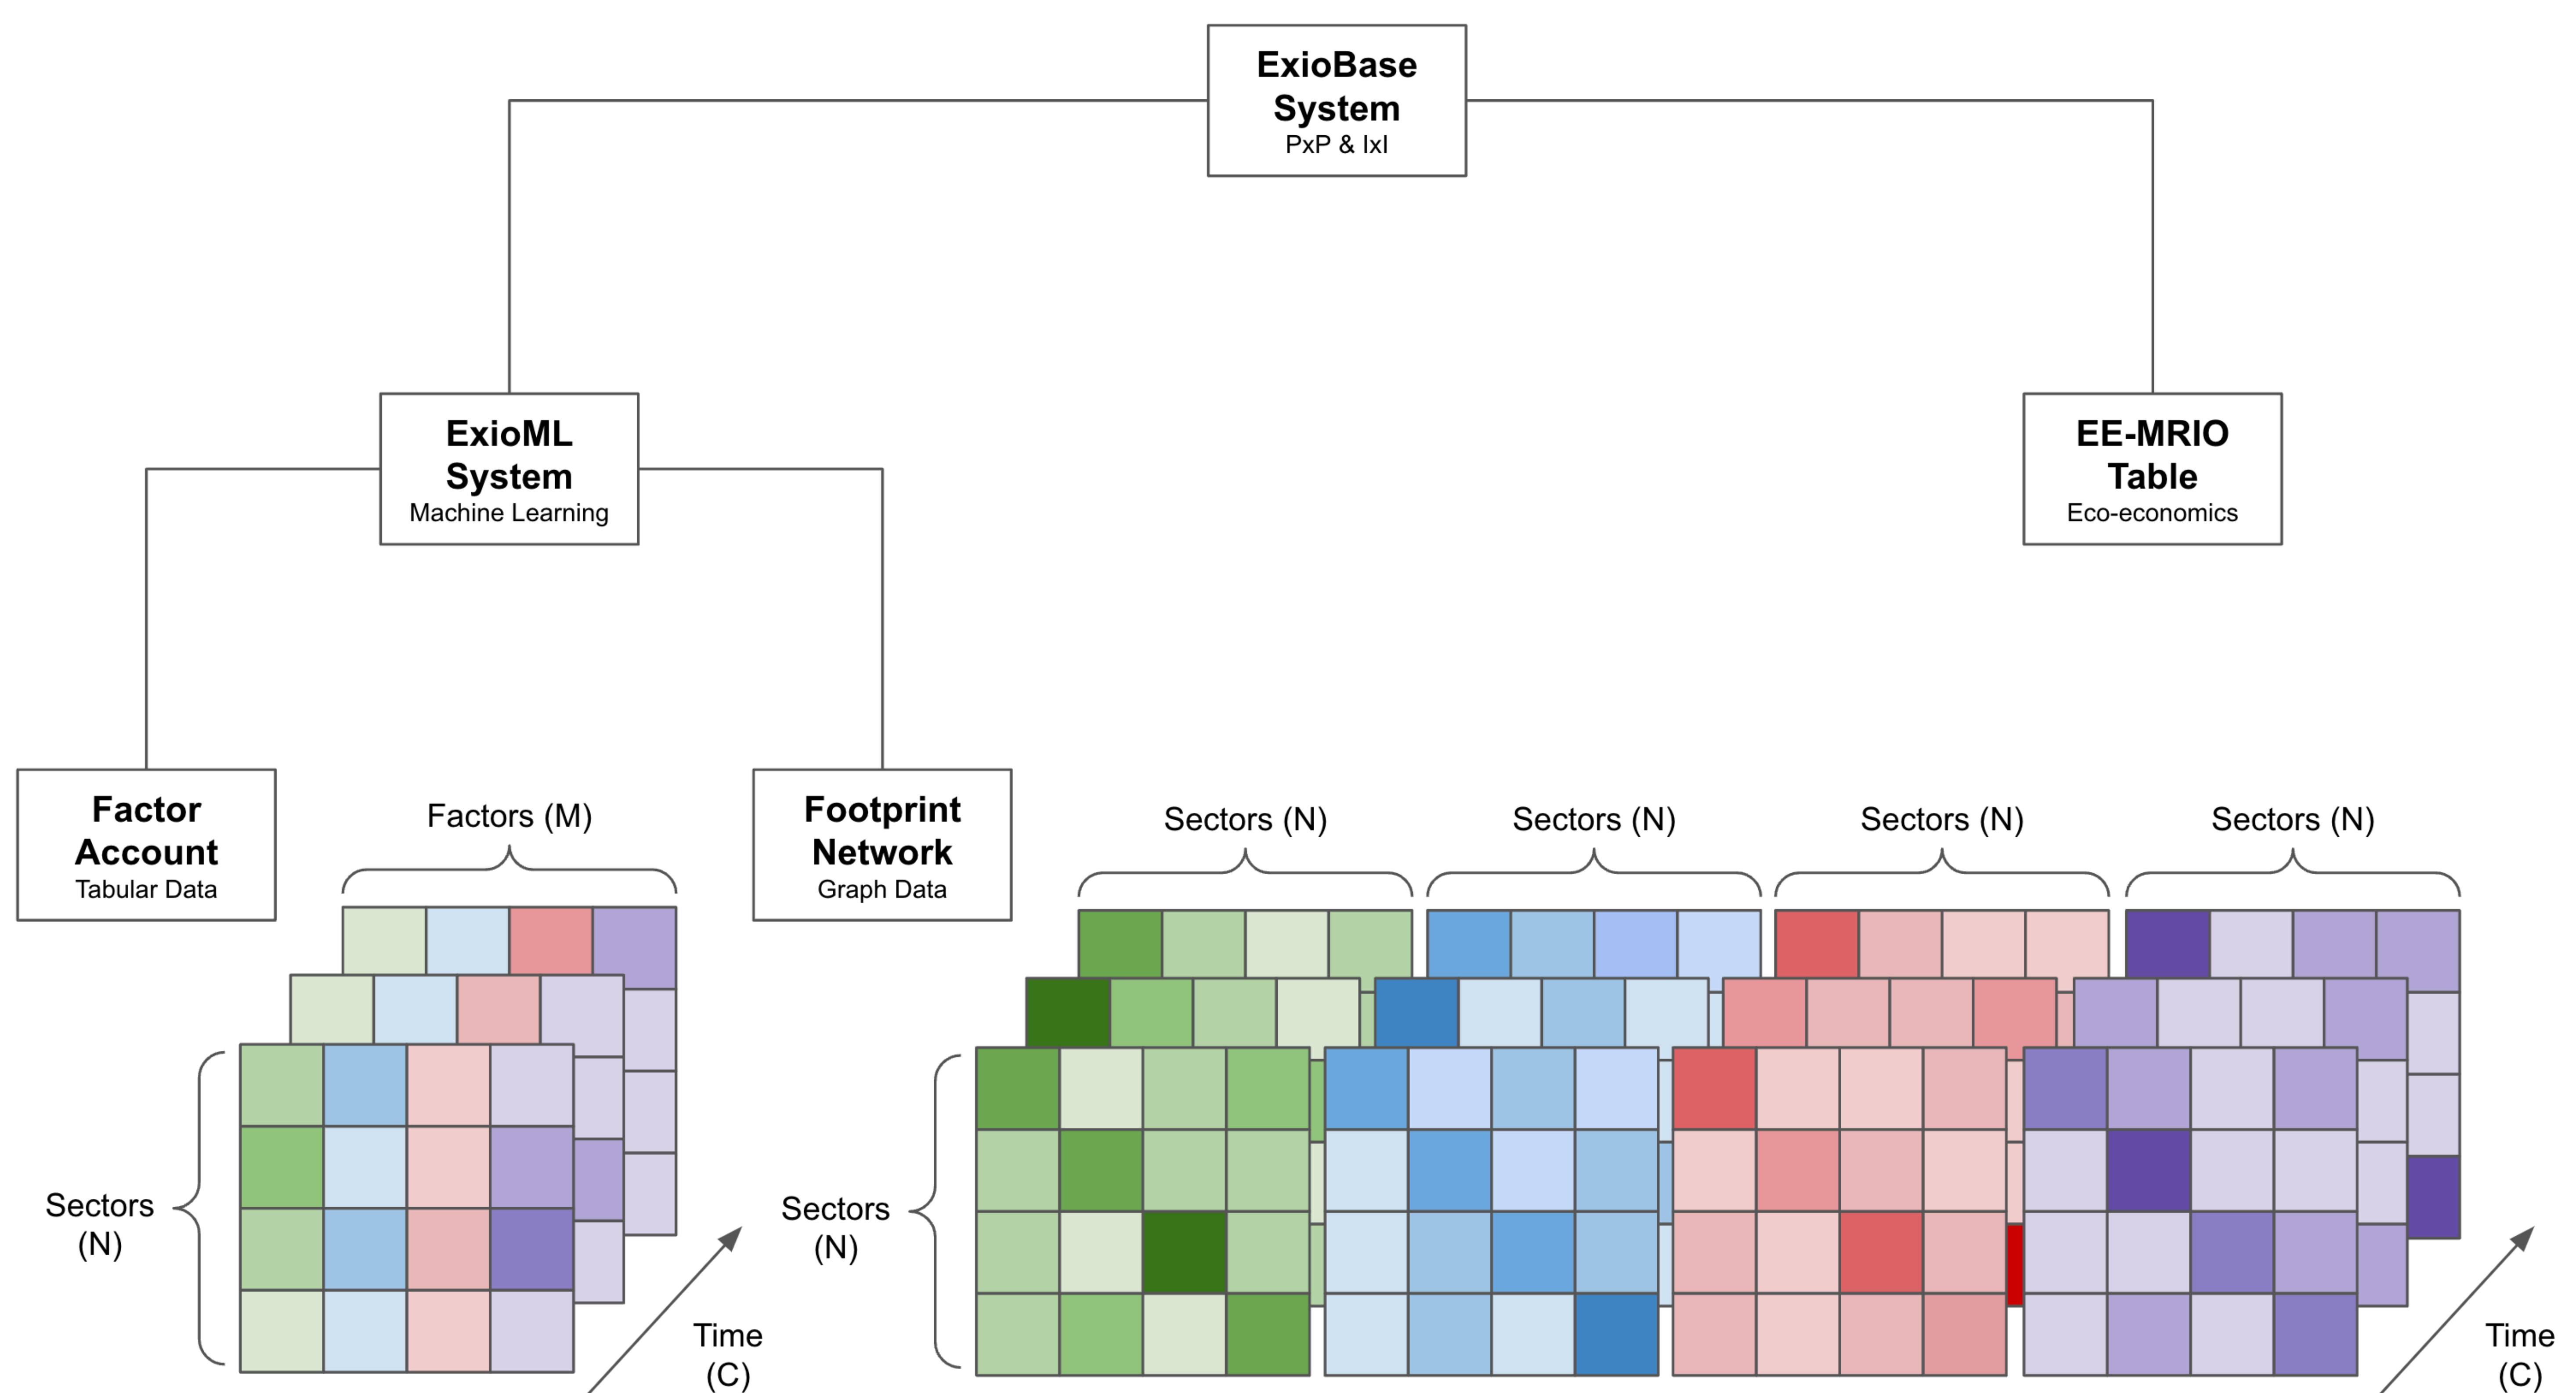 ExioBase
System
PxP & IxI
ExioML
System
Machine Learning
EE-MRIO
Table
Eco-economics
Factor
Account
Tabular Data
Factors (M)
Footprint
Network
Graph Data
Sectors (N)
Sectors (N)
Sectors (N)
Sectors (N)
Sectors
(N)
Time
(C)
Sectors
(N)
Time
(C)